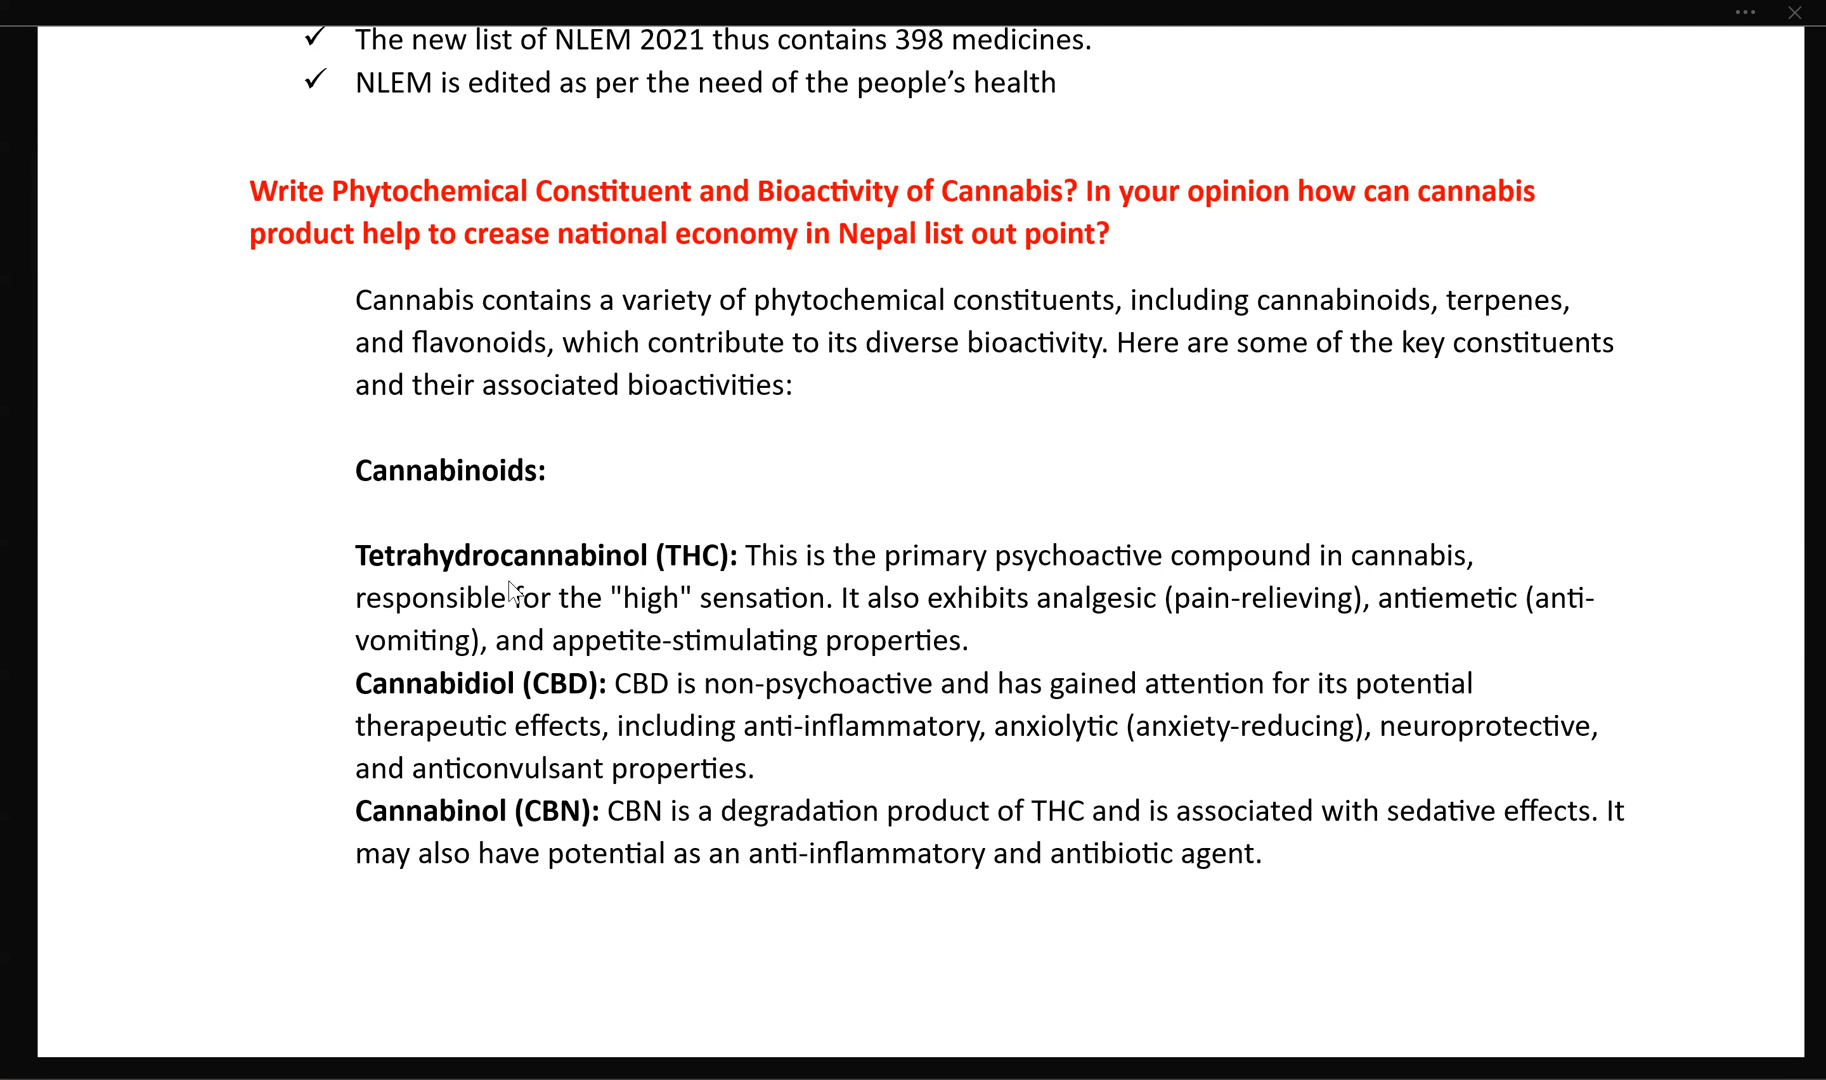 ✓ The new list of NLEM 2021 thus contains 398 medicines.
✓ NLEM is edited as per the need of the people’s health
Write Phytochemical Constituent and Bioactivity of Cannabis? In your opinion how can cannabis
product help to crease national economy in Nepal list out point?
Cannabis contains a variety of phytochemical constituents, including cannabinoids, terpenes,
and flavonoids, which contribute to its diverse bioactivity. Here are some of the key constituents
and their associated bioactivities:
Cannabinoids:
Tetrahydrocannabinol (THC): This is the primary psychoactive compound in cannabis,
responsible for the "high" sensation. It also exhibits analgesic (pain-relieving), antiemetic (anti-
vomiting), and appetite-stimulating properties.
Cannabidiol (CBD): CBD is non-psychoactive and has gained attention for its potential
therapeutic effects, including anti-inflammatory, anxiolytic (anxiety-reducing), neuroprotective,
and anticonvulsant properties.
Cannabinol (CBN): CBN is a degradation product of THC and is associated with sedative effects. It
may also have potential as an anti-inflammatory and antibiotic agent.